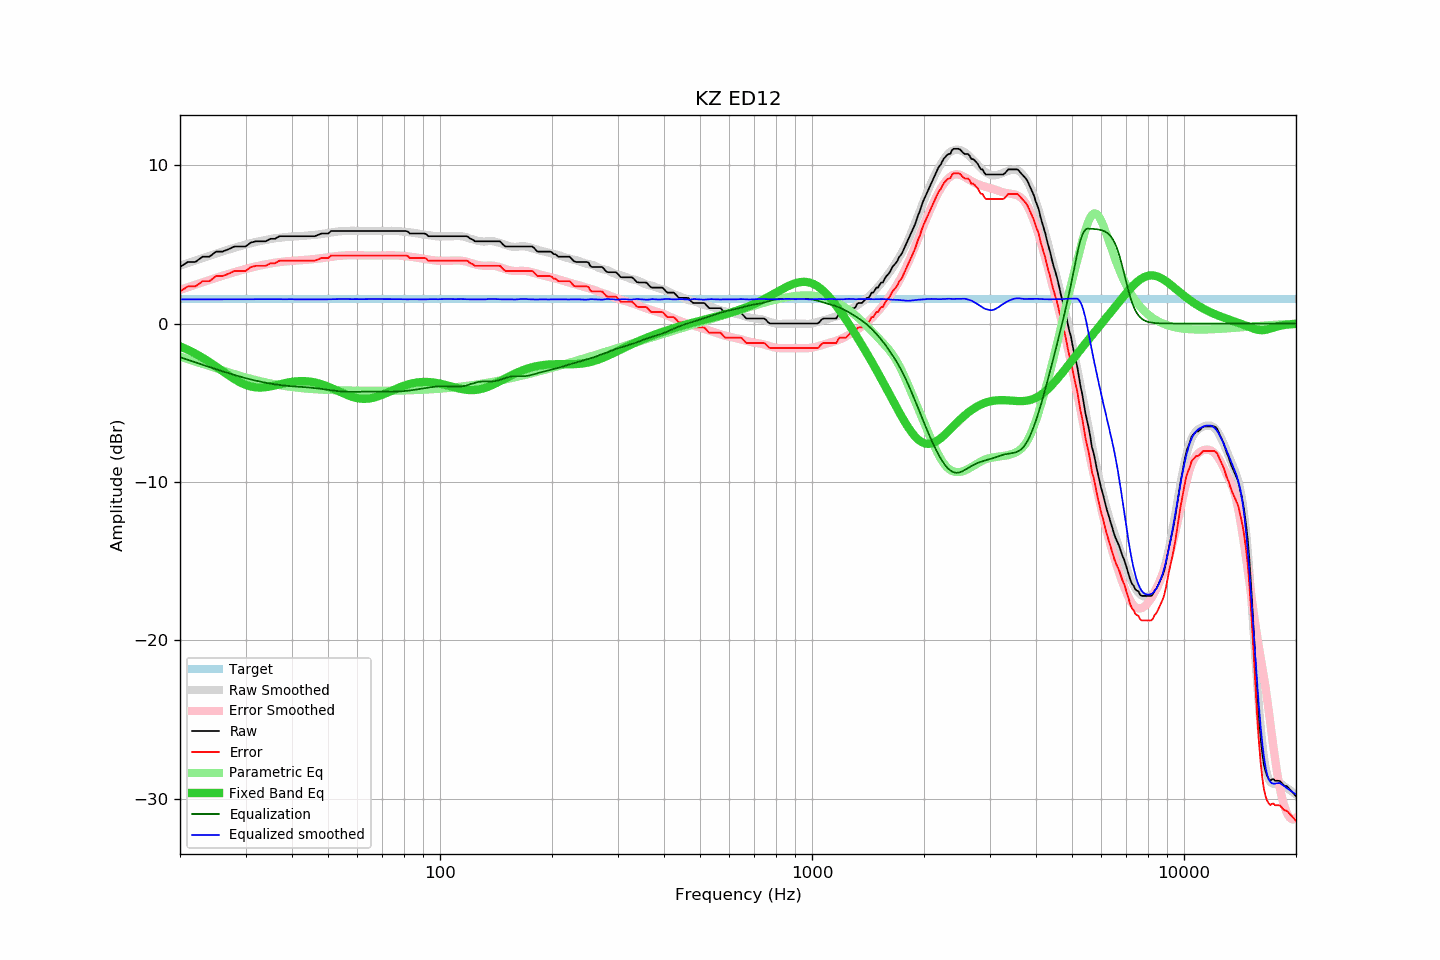 KZ ED12
10
0
−10
−20
−30
Amplitude (dBr)
Target
Raw Smoothed
Error Smoothed
Raw
Error
Parametric Eq
Fixed Band Eq
Equalization
Equalized smoothed
100
1000
10000
Frequency (Hz)